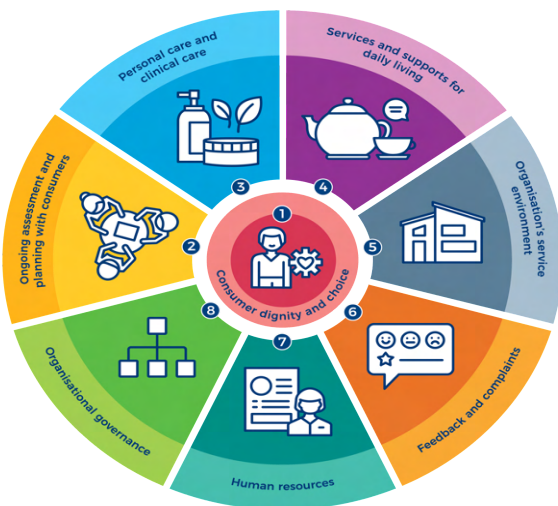 1
Consumer dignity and choice
2
Ongoing assessment and
planning with consumers
3
Personal care and
clinical care
4
Services and supports for
daily living
5
Organisation's service
environment
6
Feedback and complaints
7
Human resources
8
Organisational governance